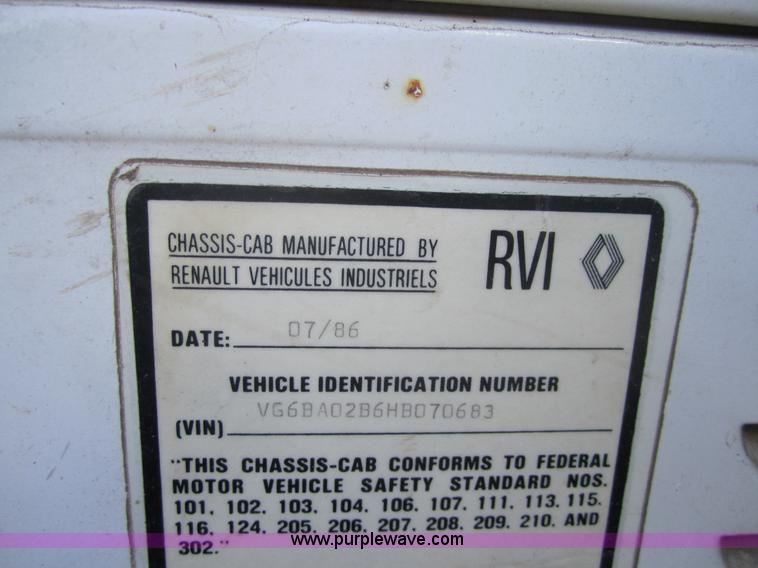 CHASSIS-CAB MANUFACTURED BY
RENAULT VEHICULES INDUSTRIELS
RVI
DATE: 07/86
VEHICLE IDENTIFICATION NUMBER
(VIN) VG6BA02B6HB070683
"THIS CHASSIS-CAB CONFORMS TO FEDERAL
MOTOR VEHICLE SAFETY STANDARD NOS.
101. 102. 103. 104. 106. 107. 111. 113. 115.
116. 124. 205. 206. 207. 208. 209. 210. AND
302."
www.purplewave.com